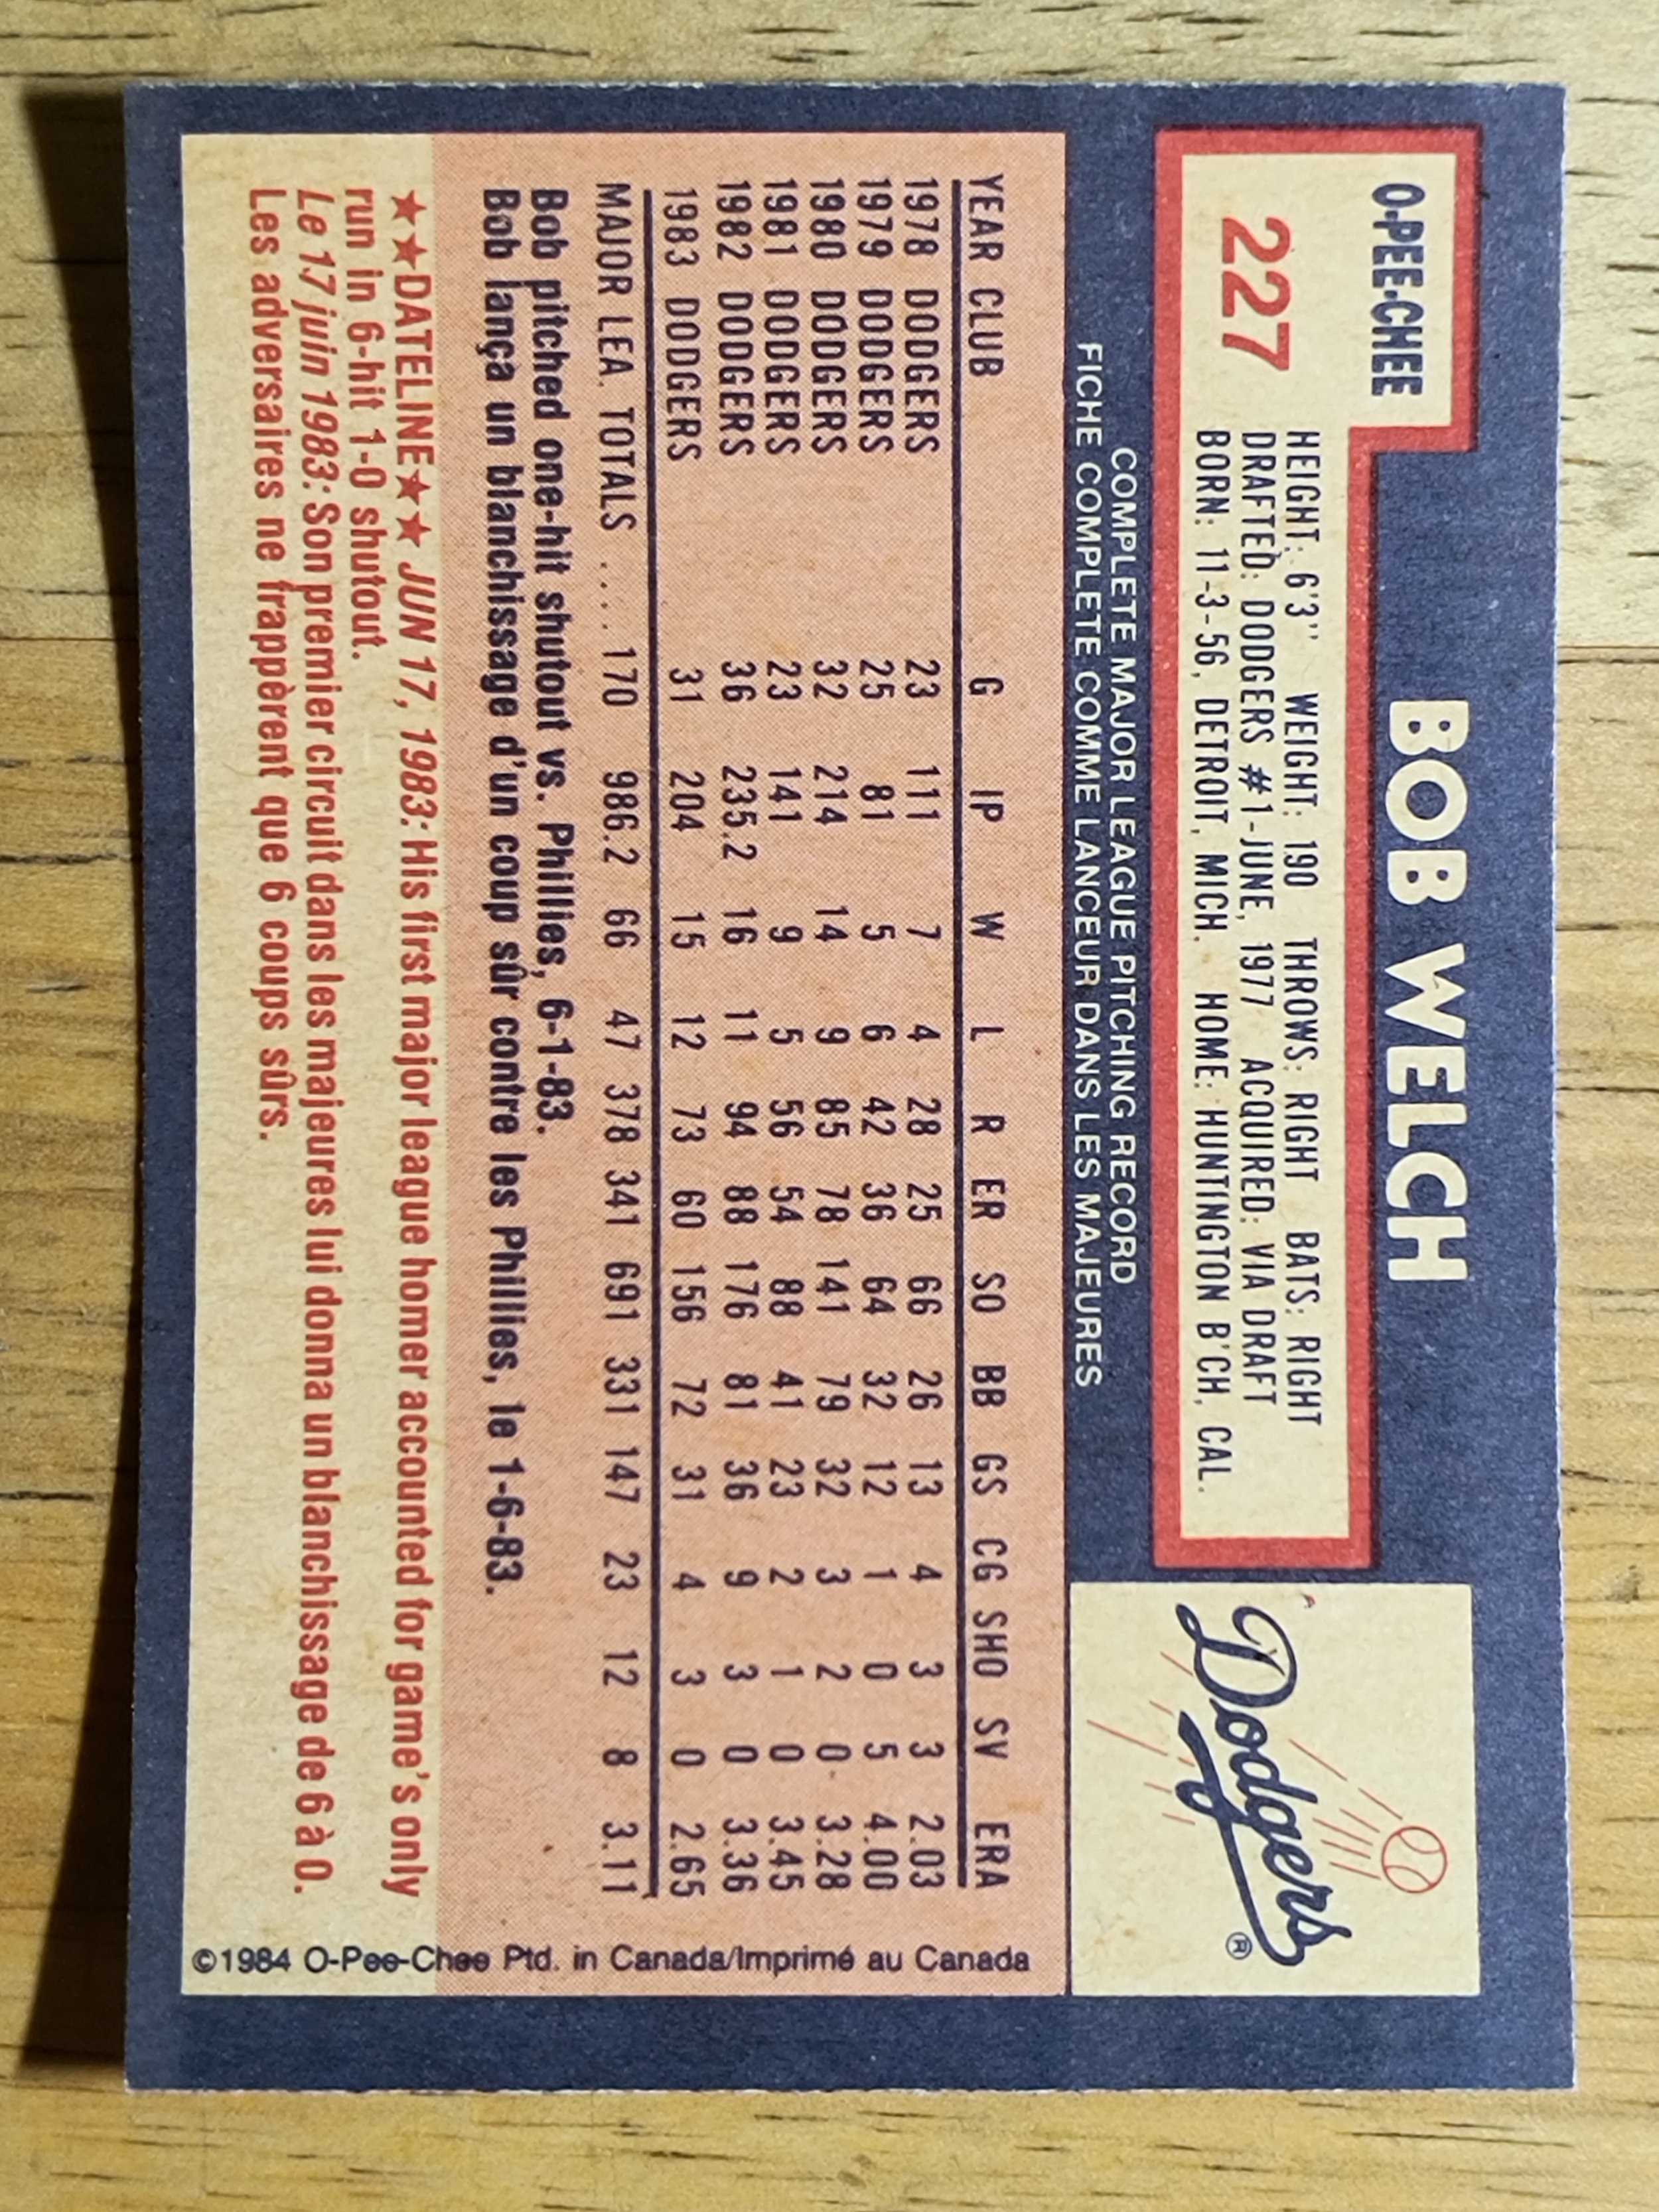 O-PEE-CHEE
227
BOB WELCH
HEIGHT: 6'3" WEIGHT: 190 THROWS: RIGHT BATS: RIGHT
DRAFTED: DODGERS #1-JUNE, 1977 ACQUIRED: VIA DRAFT
BORN: 11-3-56, DETROIT, MICH. HOME: HUNTINGTON B'CH, CAL.
Dodgers ®
COMPLETE MAJOR LEAGUE PITCHING RECORD
FICHE COMPLETE COMME LANCEUR DANS LES MAJEURES
YEAR CLUB G IP W L R ER SO BB GS CG SHO SV ERA
1978 DODGERS 23 111 7 4 28 25 66 26 13 4 3 3 2.03
1979 DODGERS 25 81 5 6 42 36 64 32 12 1 0 5 4.00
1980 DODGERS 32 214 14 9 85 78 141 79 32 3 2 0 3.28
1981 DODGERS 23 141 9 5 56 54 88 41 23 2 1 0 3.45
1982 DODGERS 36 235.2 16 11 94 88 176 81 36 9 3 0 3.36
1983 DODGERS 31 204 15 12 73 60 156 72 31 4 3 0 2.65
MAJOR LEA. TOTALS .... 170 986.2 66 47 378 341 691 331 147 23 12 8 3.11
Bob pitched one-hit shutout vs. Phillies, 6-1-83.
Bob lança un blanchissage d'un coup sûr contre les Phillies, le 1-6-83.
★★DATELINE★★ JUN 17, 1983: His first major league homer accounted for game's only
run in 6-hit 1-0 shutout.
Le 17 juin 1983: Son premier circuit dans les majeures lui donna un blanchissage de 6 à 0.
Les adversaires ne frappèrent que 6 coups sûrs.
©1984 O-Pee-Chee Ptd. in Canada/Imprimé au Canada